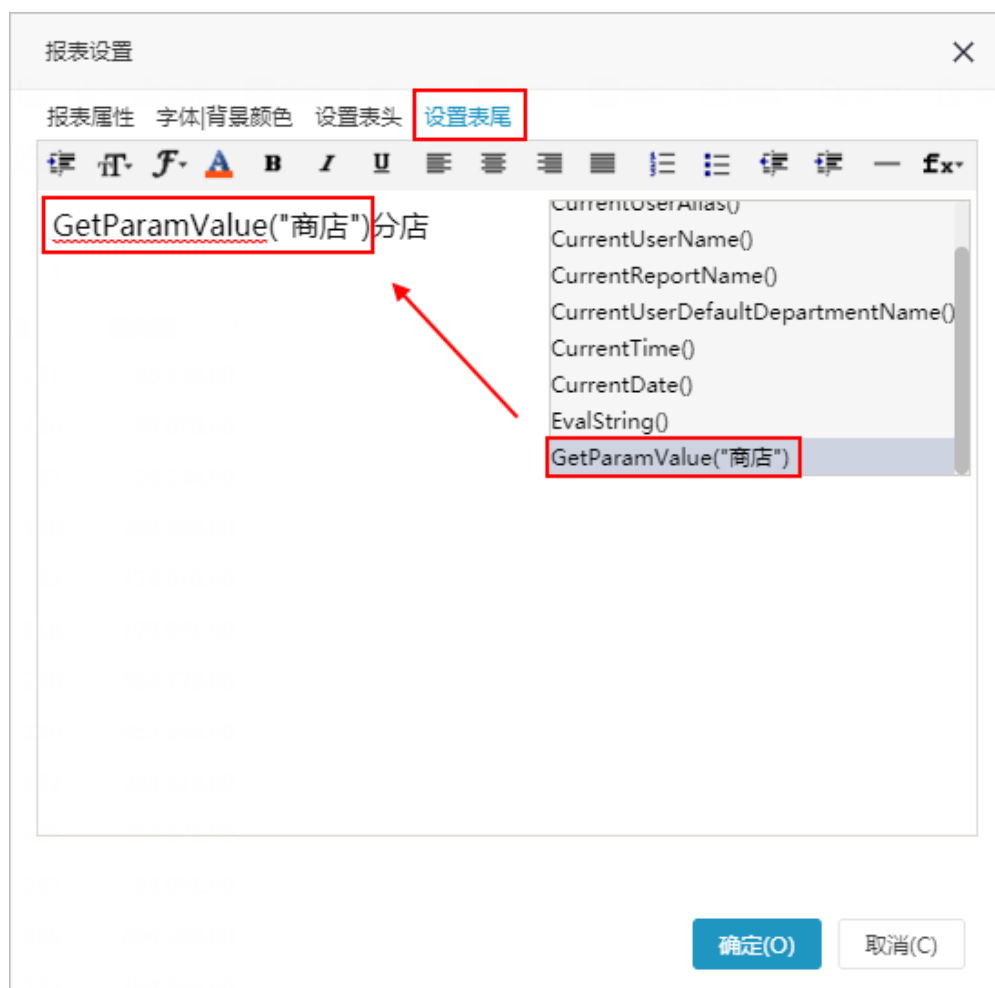 报表设置
报表属性 字体|背景颜色 设置表头 设置表尾
B I U fx
GetParamValue("商店")分店
CurrentUserAlias()
CurrentUserName()
CurrentReportName()
CurrentUserDefaultDepartmentName()
CurrentTime()
CurrentDate()
EvalString()
GetParamValue("商店")
确定(O) 取消(C)